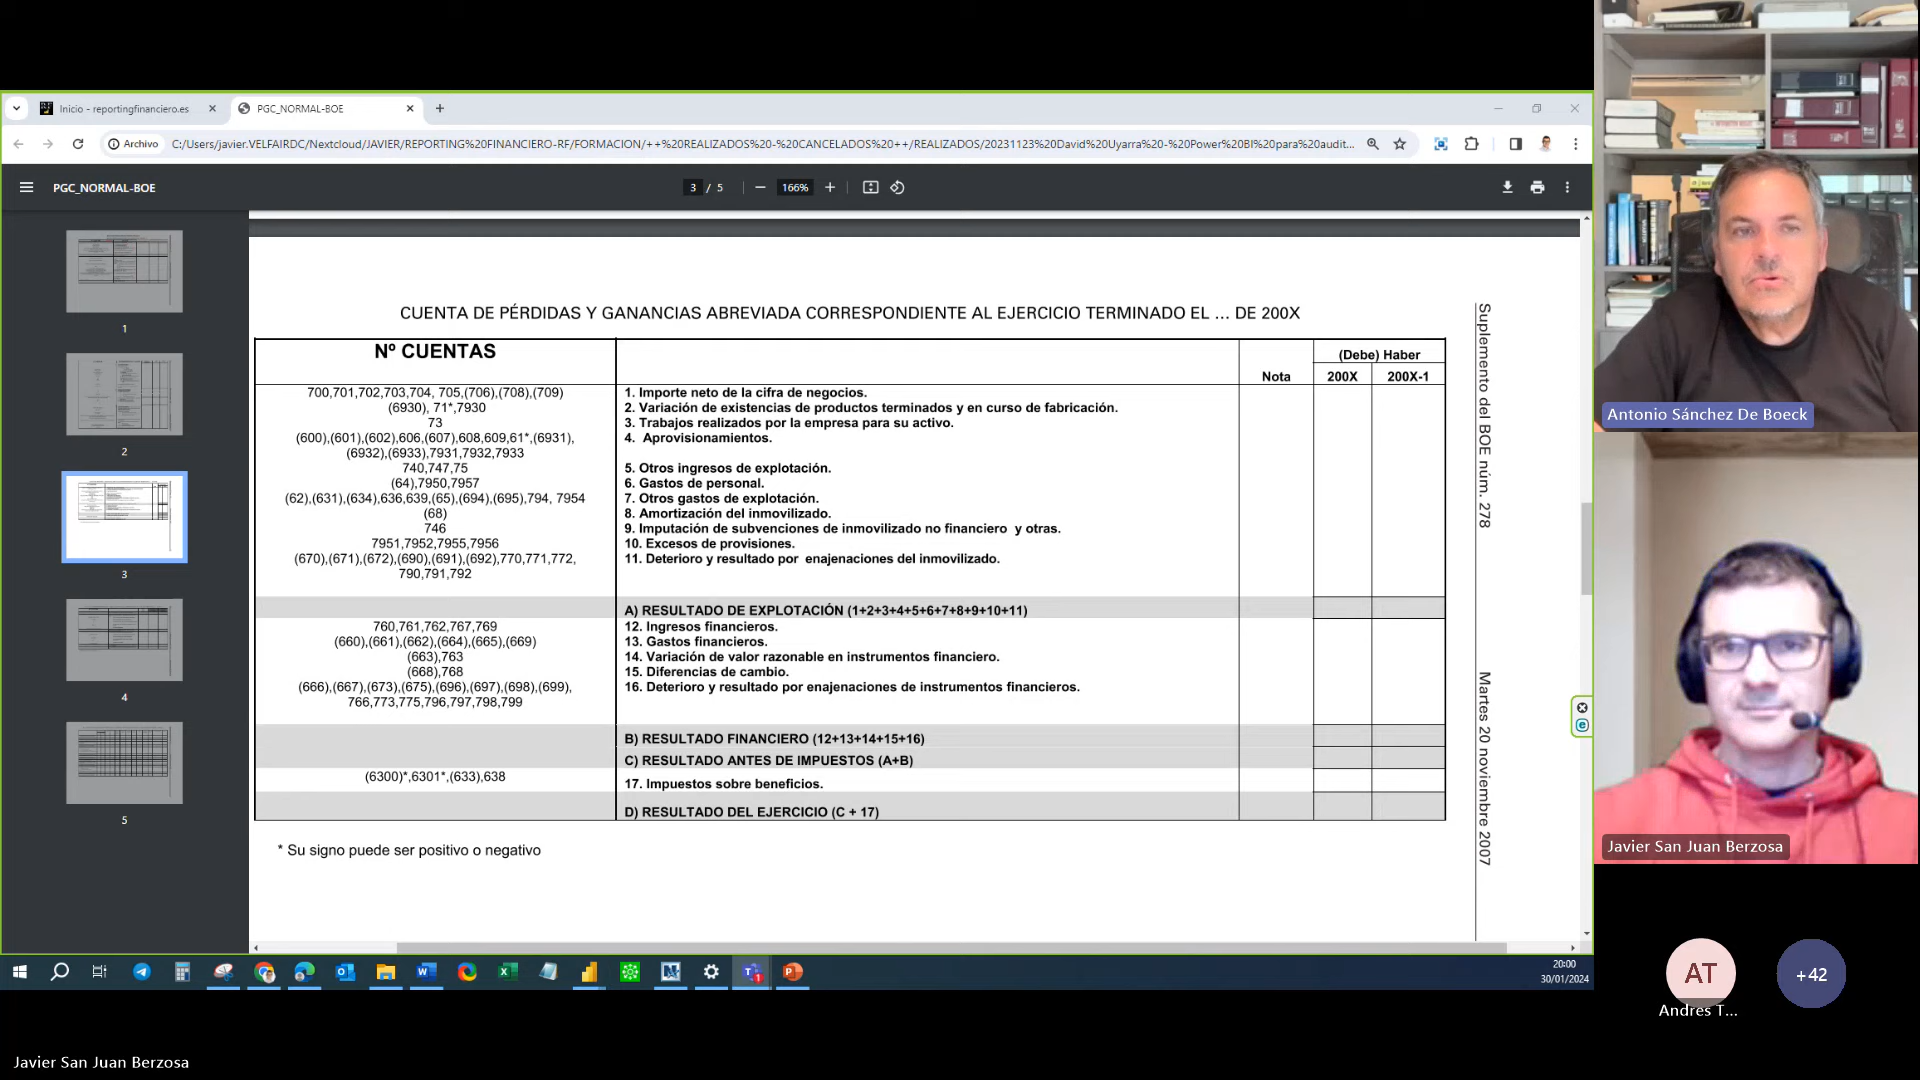 Inicio - reportingfinanciero.es
PGC_NORMAL-BOE
Archivo
C:/Users/javier.VELFAIRDC/Nextcloud/JAVIER/REPORTING%20FINANCIERO-RF/FORMACION/++%20REALIZADOS%20-%20CANCELADOS%20++/REALIZADOS/20231123%20David%20Uyarra%20-%20Power%20BI%20para%20audit...
PGC_NORMAL-BOE
3 / 5
166%
1
2
3
4
5
CUENTA DE PÉRDIDAS Y GANANCIAS ABREVIADA CORRESPONDIENTE AL EJERCICIO TERMINADO EL ... DE 200X
Nº CUENTAS
(Debe) Haber
Nota 200X 200X-1
700,701,702,703,704, 705,(706),(708),(709) 1. Importe neto de la cifra de negocios.
(6930), 71*,7930 2. Variación de existencias de productos terminados y en curso de fabricación.
73 3. Trabajos realizados por la empresa para su activo.
(600),(601),(602),606,(607),608,609,61*,(6931), 4. Aprovisionamientos.
(6932),(6933),7931,7932,7933
740,747,75 5. Otros ingresos de explotación.
(64),7950,7957 6. Gastos de personal.
(62),(631),(634),636,639,(65),(694),(695),794, 7954 7. Otros gastos de explotación.
(68) 8. Amortización del inmovilizado.
746 9. Imputación de subvenciones de inmovilizado no financiero y otras.
7951,7952,7955,7956 10. Excesos de provisiones.
(670),(671),(672),(690),(691),(692),770,771,772, 11. Deterioro y resultado por enajenaciones del inmovilizado.
790,791,792
A) RESULTADO DE EXPLOTACIÓN (1+2+3+4+5+6+7+8+9+10+11)
760,761,762,767,769 12. Ingresos financieros.
(660),(661),(662),(664),(665),(669) 13. Gastos financieros.
(663),763 14. Variación de valor razonable en instrumentos financiero.
(668),768 15. Diferencias de cambio.
(666),(667),(673),(675),(696),(697),(698),(699), 16. Deterioro y resultado por enajenaciones de instrumentos financieros.
766,773,775,796,797,798,799
B) RESULTADO FINANCIERO (12+13+14+15+16)
C) RESULTADO ANTES DE IMPUESTOS (A+B)
(6300)*,6301*,(633),638 17. Impuestos sobre beneficios.
D) RESULTADO DEL EJERCICIO (C + 17)
* Su signo puede ser positivo o negativo
Suplemento del BOE núm. 278
Martes 20 noviembre 2007
20:00
30/01/2024
Antonio Sánchez De Boeck
Javier San Juan Berzosa
AT
Andres T...
+42
Javier San Juan Berzosa